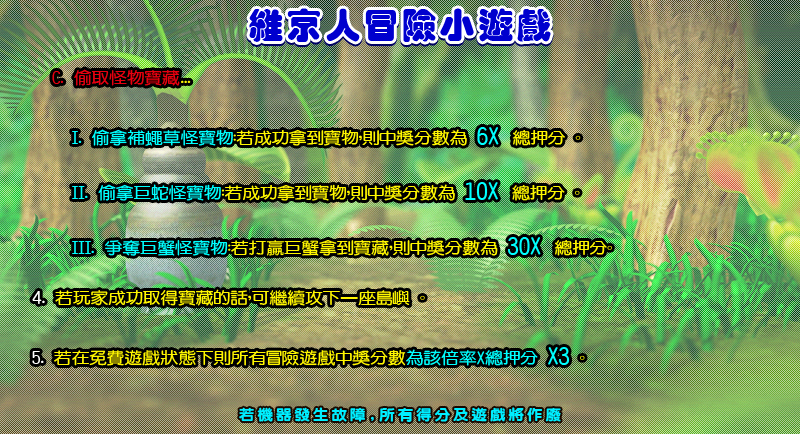 維京人冒險小遊戲
C. 偷取怪物寶藏...
I. 偷拿補蠅草怪寶物:若成功拿到寶物,則中獎分數為 6X 總押分 。
II. 偷拿巨蛇怪寶物:若成功拿到寶物,則中獎分數為 10X 總押分 。
III. 爭奪巨蟹怪寶物:若打贏巨蟹拿到寶藏,則中獎分數為 30X 總押分。
4. 若玩家成功取得寶藏的話,可繼續攻下一座島嶼 。
5. 若在免費遊戲狀態下則所有冒險遊戲中獎分數為該倍率X總押分 X3 。
若機器發生故障,所有得分及遊戲將作廢